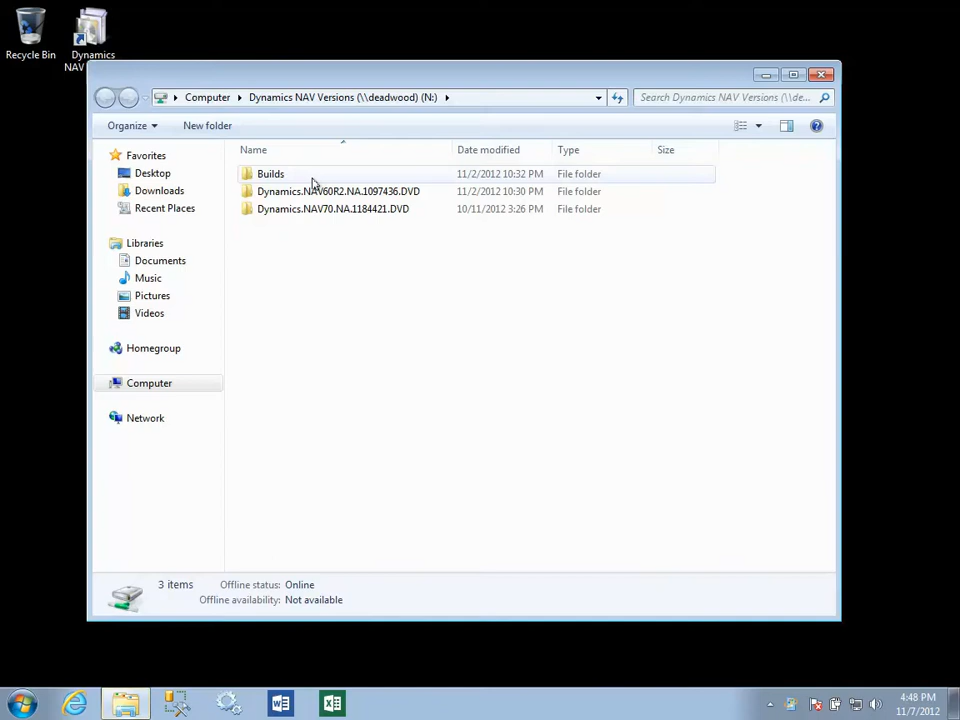 Recycle Bin
Dynamics
NAV
Computer Dynamics NAV Versions (\\deadwood) (N:)
Search Dynamics NAV Versions (\\de...
Organize New folder
Name Date modified Type Size
Favorites
Desktop
Downloads
Recent Places
Libraries
Documents
Music
Pictures
Videos
Homegroup
Computer
Network
Builds 11/2/2012 10:32 PM File folder
Dynamics.NAV60R2.NA.1097436.DVD 11/2/2012 10:30 PM File folder
Dynamics.NAV70.NA.1184421.DVD 10/11/2012 3:26 PM File folder
3 items Offline status: Online
Offline availability: Not available
4:48 PM
11/7/2012